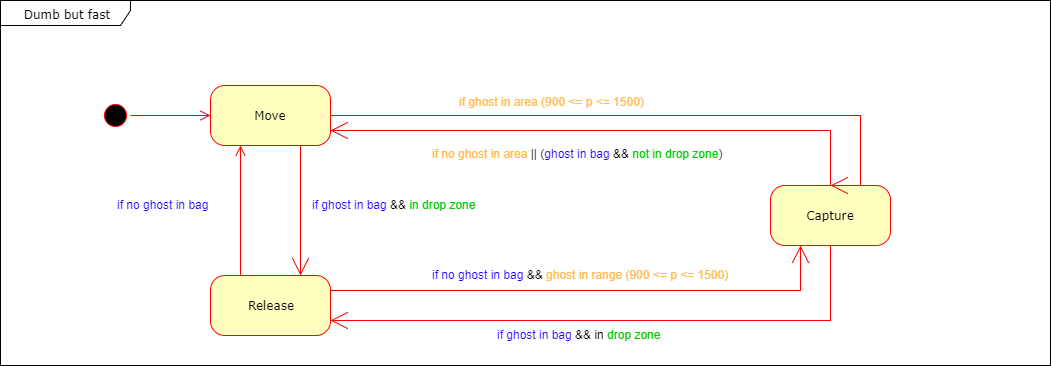 Dumb but fast
if ghost in area (900 <= p <= 1500)
Move
if no ghost in area || (ghost in bag && not in drop zone)
if no ghost in bag
if ghost in bag && in drop zone
Capture
if no ghost in bag && ghost in range (900 <= p <= 1500)
Release
if ghost in bag && in drop zone